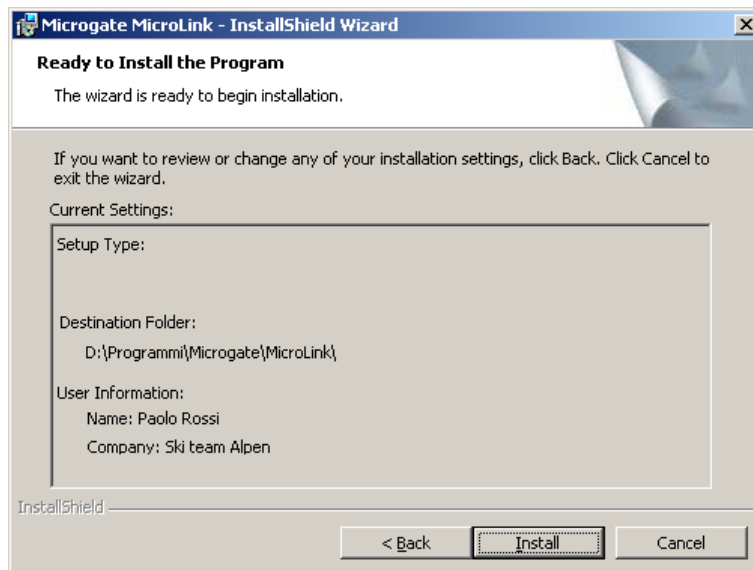 Microgate MicroLink - InstallShield Wizard
Ready to Install the Program
The wizard is ready to begin installation.
If you want to review or change any of your installation settings, click Back. Click Cancel to
exit the wizard.
Current Settings:
Setup Type:
Destination Folder:
D:\Programmi\Microgate\MicroLink\
User Information:
Name: Paolo Rossi
Company: Ski team Alpen
InstallShield
< Back
Install
Cancel